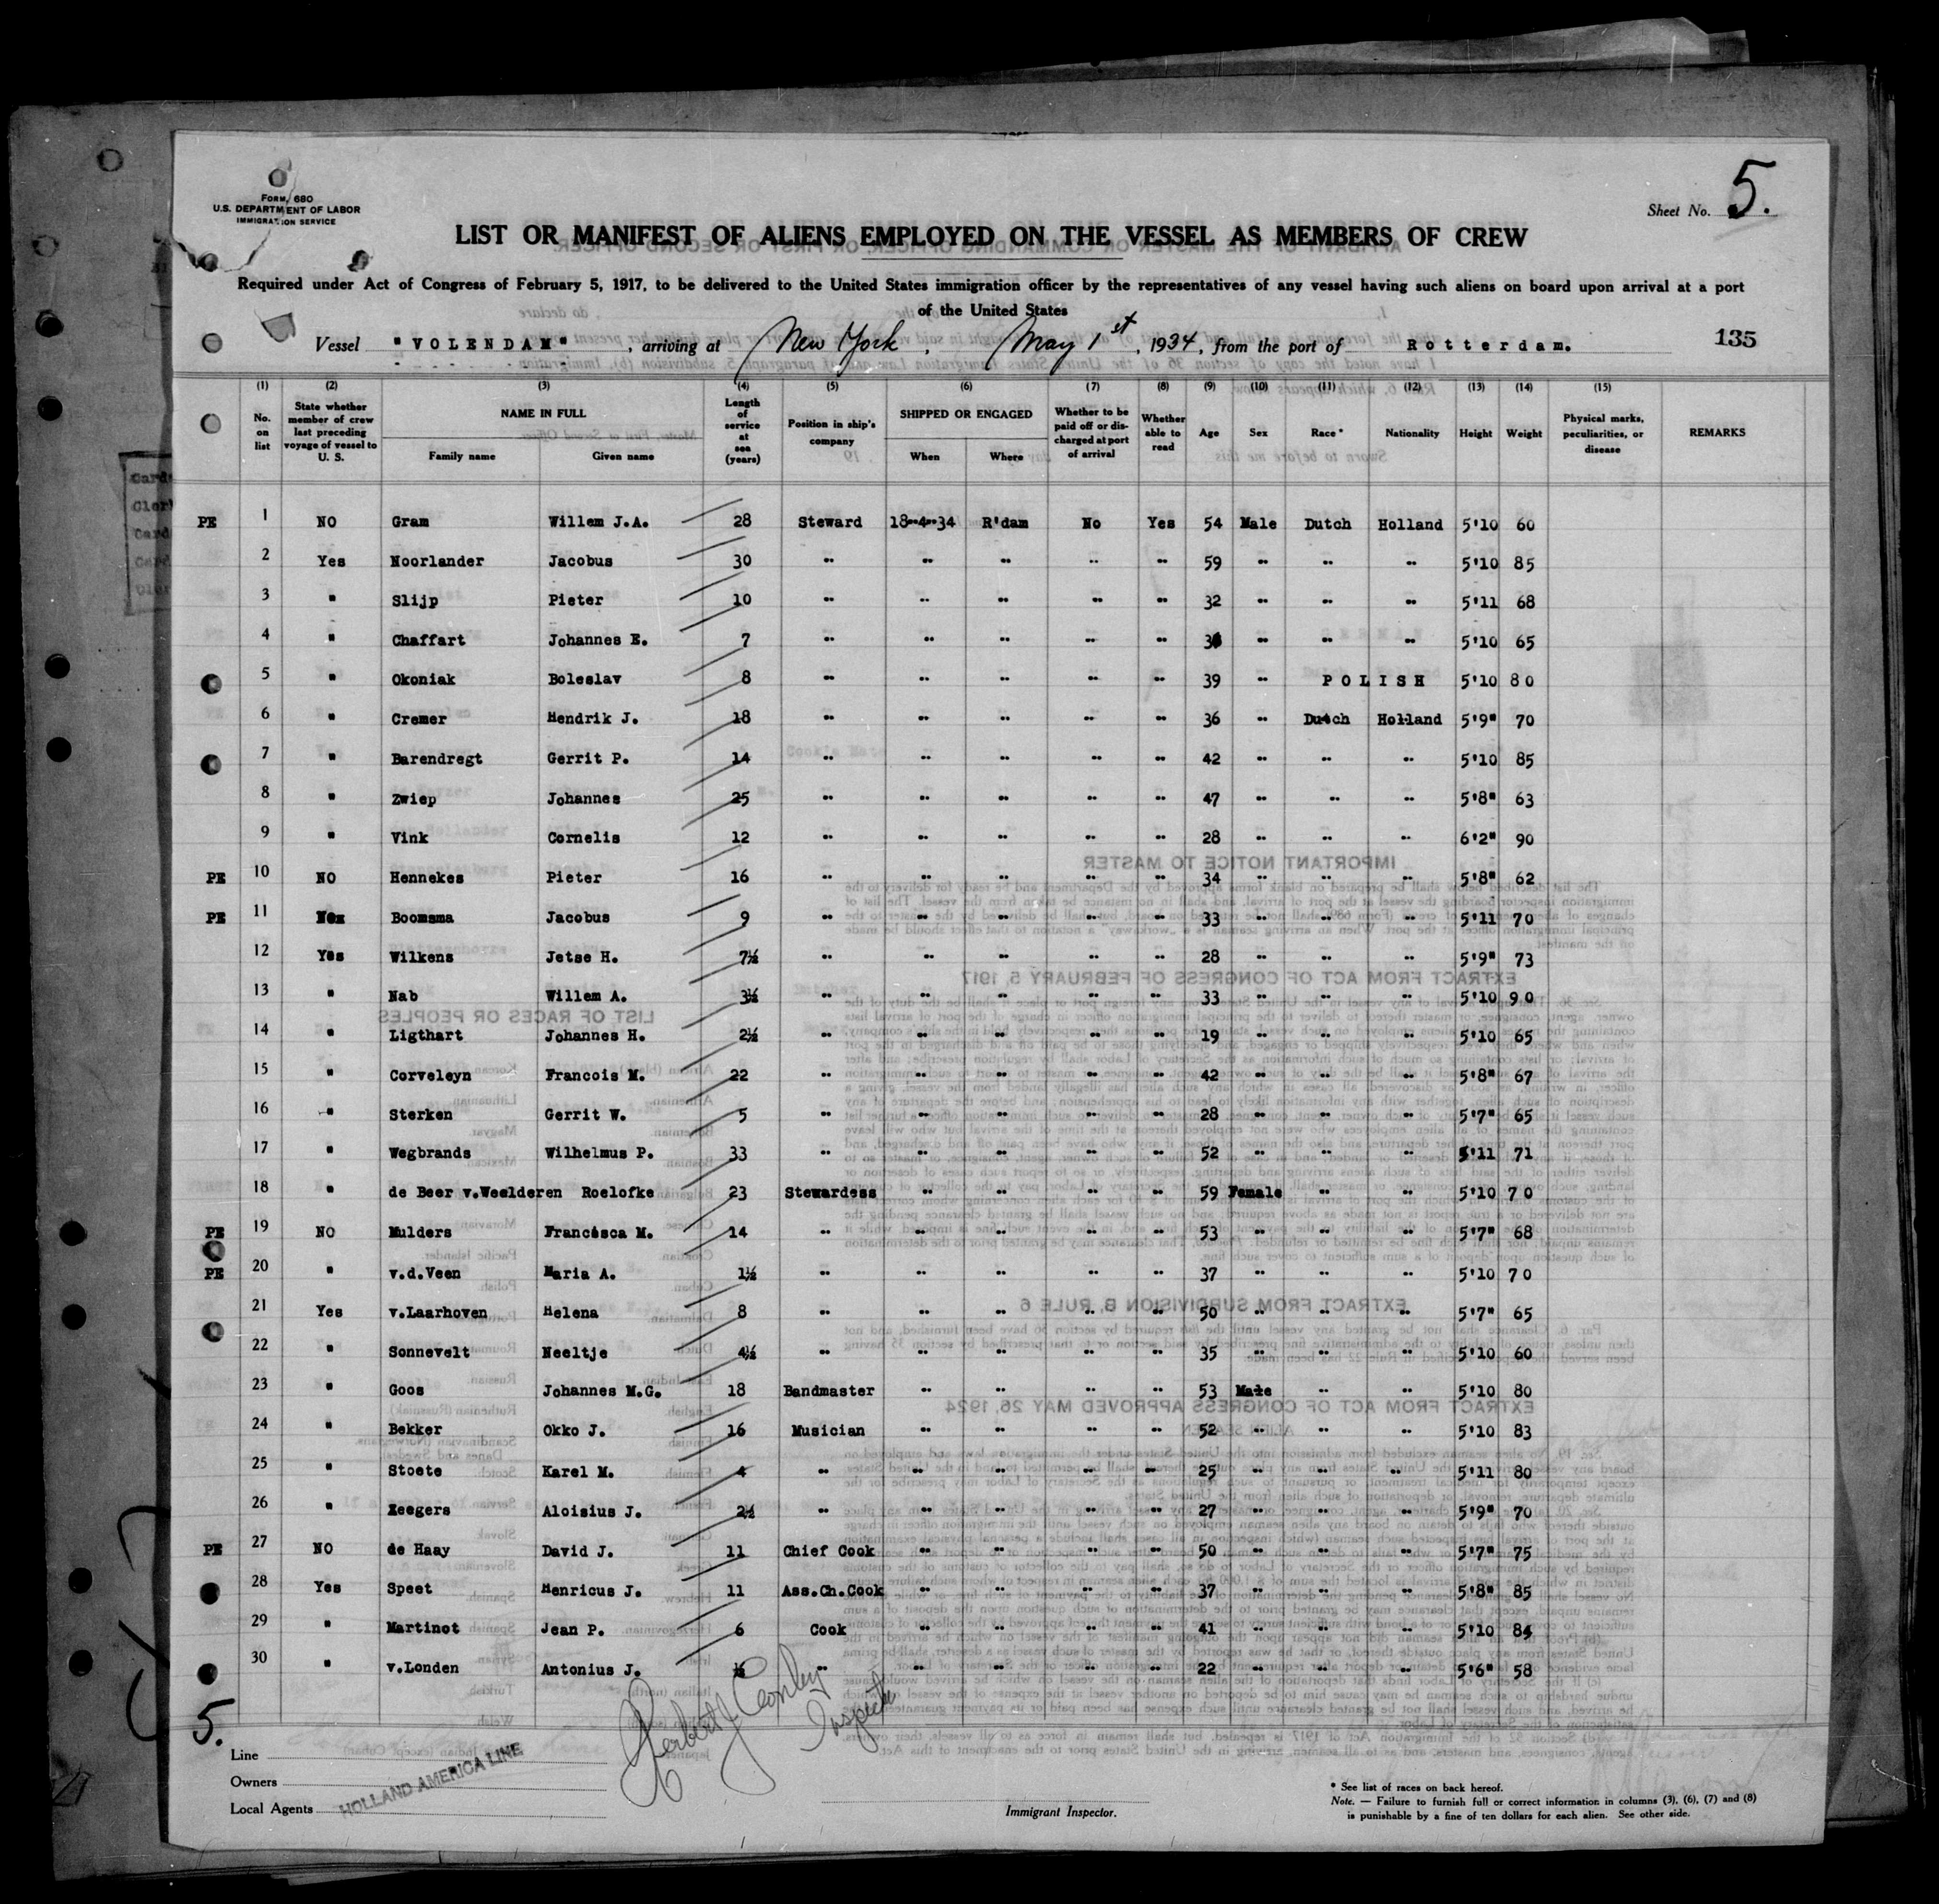 Form 680
U.S. DEPARTMENT OF LABOR
IMMIGRATION SERVICE
Sheet No. 5.
LIST OR MANIFEST OF ALIENS EMPLOYED ON THE VESSEL AS MEMBERS OF CREW
Required under Act of Congress of February 5, 1917, to be delivered to the United States immigration officer by the representatives of any vessel having such aliens on board upon arrival at a port
of the United States
Vessel "VOLENDAM", arriving at New York, May 1st, 1934, from the port of Rotterdam. 135
(1) (2) (3) (4) (5) (6) (7) (8) (9) (10) (11) (12) (13) (14) (15)
No. on list | State whether member of crew last preceding voyage of vessel to U. S. | NAME IN FULL | Family name | Given name | Length of service at sea (years) | Position in ship's company | SHIPPED OR ENGAGED | When | Where | Whether to be paid off or discharged at port of arrival | Whether able to read | Age | Sex | Race * | Nationality | Height | Weight | Physical marks, peculiarities, or disease | REMARKS
PE 1 NO Gram Willem J.A. 28 Steward 18--4--34 R'dam No Yes 54 Male Dutch Holland 5'10 60
2 Yes Noorlander Jacobus 30 " " " " " 59 " " " 5'10 85
3 " Slijp Pieter 10 " " " " " 32 " " " 5'11 68
4 " Chaffart Johannes E. 7 " " " " " " " " 5'10 65
5 " Okoniak Boleslav 8 " " " " " 39 " POLISH 5'10 80
6 " Cremer Hendrik J. 18 " " " " " 36 " Dutch Holland 5'9" 70
7 " Barendregt Gerrit P. 14 " " " " " 42 " " " 5'10 85
8 " Zwiep Johannes 25 " " " " " 47 " " " 5'8" 63
9 " Vink Cornelis 12 " " " " " 28 " " " 6'2" 90
PE 10 NO Hennekes Pieter 16 " " " " " 34 " " " 5'8" 62
PE 11 Boomsma Jacobus 9 " " " " " 33 " " " 5'11 70
12 Yes Wilkens Jetse H. 7½ " " " " " 28 " " " 5'9" 73
13 " Nab Willem A. 3½ " " " " " 33 " " " 5'10 90
14 " Ligthart Johannes H. 2½ " " " " " 19 " " " 5'10 65
15 " Corveleyn Francois M. 22 " " " " " 42 " " " 5'8" 67
16 " Sterken Gerrit W. 5 " " " " " 28 " " " 5'7" 65
17 " Wegbrands Wilhelmus P. 33 " " " " " 52 " " " 5'11 71
18 " de Beer v.Weelderen Roelofke 23 Stewardess " " " " 59 Female " " 5'10 70
PE 19 NO Mulders Francisca M. 14 " " " " " 53 " " " 5'7" 68
PE 20 " v.d.Veen Maria A. 1½ " " " " " 37 " " " 5'10 70
21 Yes v.Laarhoven Helena 8 " " " " " 50 " " " 5'7" 65
22 " Sonnevelt Neeltje 4½ " " " " " 35 " " " 5'10 60
23 " Goos Johannes M.G. 18 Bandmaster " " " " 53 Male " " 5'10 80
24 " Bekker Okko J. 16 Musician " " " " 52 " " " 5'10 83
25 " Stoete Karel M. 4 " " " " " 25 " " " 5'11 80
26 " Zeegers Aloisius J. 2½ " " " " " 27 " " " 5'9" 70
PE 27 NO de Haay David J. 11 Chief Cook " " " " 50 " " " 5'7" 75
28 Yes Speet Henricus J. 11 Ass.Ch.Cook " " " " 37 " " " 5'8" 85
29 " Martinot Jean P. 6 Cook " " " " 41 " " " 5'10 84
30 " v.Londen Antonius J. ½ " " " " " 22 " " " 5'6" 58
5.
Inspector
Line
Owners HOLLAND AMERICA LINE
Local Agents
Immigrant Inspector.
* See list of races on back hereof.
Note. — Failure to furnish full or correct information in columns (3), (6), (7) and (8)
is punishable by a fine of ten dollars for each alien. See other side.